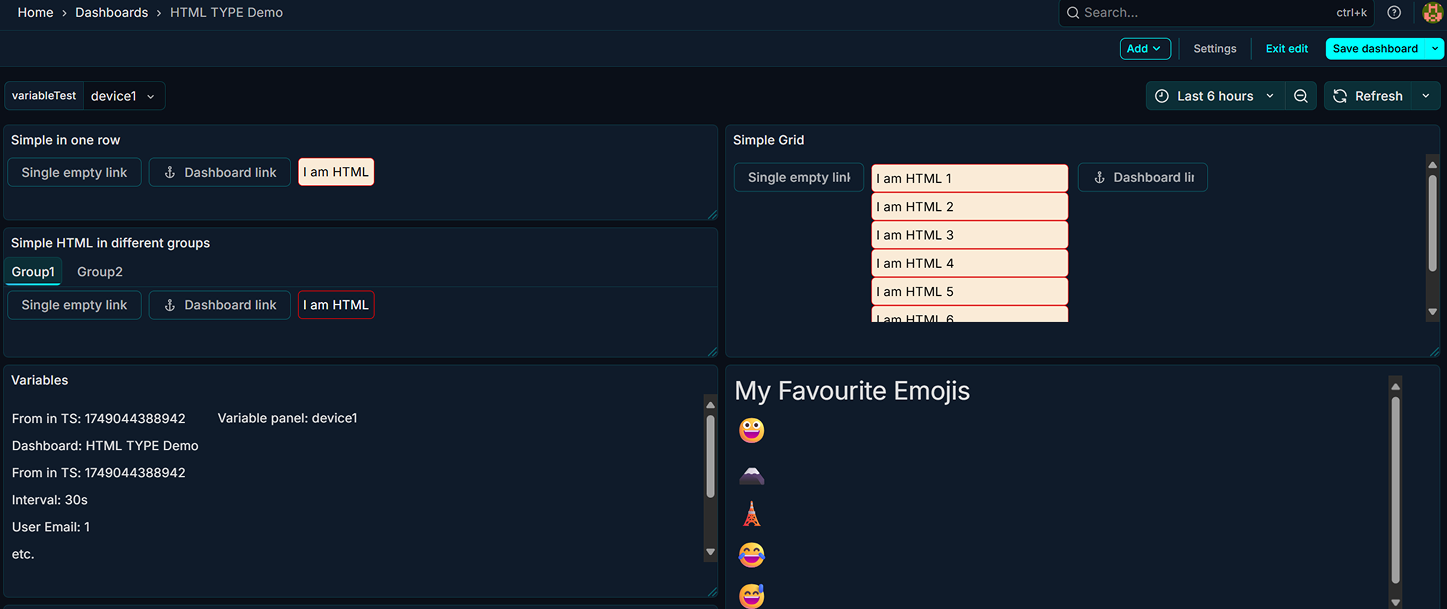 Home › Dashboards › HTML TYPE Demo
Search... ctrl+k
Add Settings Exit edit Save dashboard
variableTest device1 Last 6 hours Refresh
Simple in one row
Single empty link Dashboard link I am HTML
Simple HTML in different groups
Group1 Group2
Single empty link Dashboard link I am HTML
Simple Grid
Single empty link Dashboard lin
I am HTML 1
I am HTML 2
I am HTML 3
I am HTML 4
I am HTML 5
I am HTML 6
Variables
From in TS: 1749044388942 Variable panel: device1
Dashboard: HTML TYPE Demo
From in TS: 1749044388942
Interval: 30s
User Email: 1
etc.
My Favourite Emojis